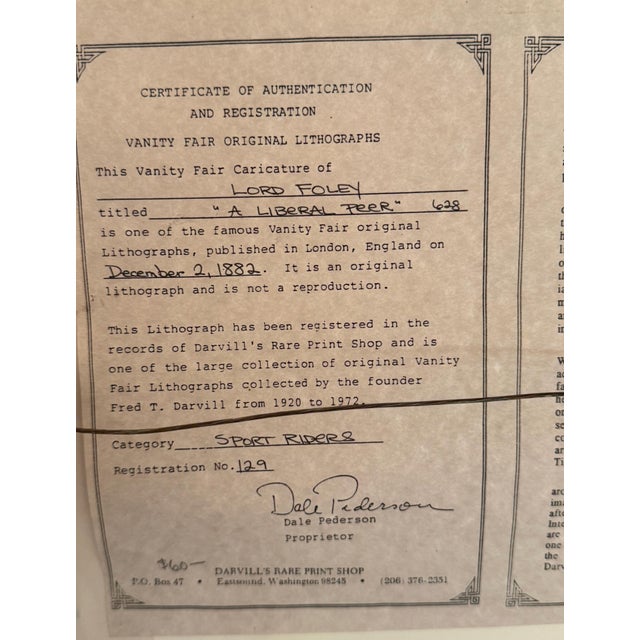 CERTIFICATE OF AUTHENTICATION
AND REGISTRATION
VANITY FAIR ORIGINAL LITHOGRAPHS
This Vanity Fair Caricature of
LORD FOLEY
titled "A LIBERAL PEER" 628
is one of the famous Vanity Fair original
Lithographs, published in London, England on
December 2, 1882. It is an original
lithograph and is not a reproduction.
This Lithograph has been registered in the
records of Darvill's Rare Print Shop and is
one of the large collection of original Vanity
Fair Lithographs collected by the founder
Fred T. Darvill from 1920 to 1972.
Category SPORT RIDERS
Registration No. 129
Dale Pederson
Dale Pederson
Proprietor
$60-
DARVILL'S RARE PRINT SHOP
P.O. Box 47 • Eastsound, Washington 98245 • (206) 376-2351